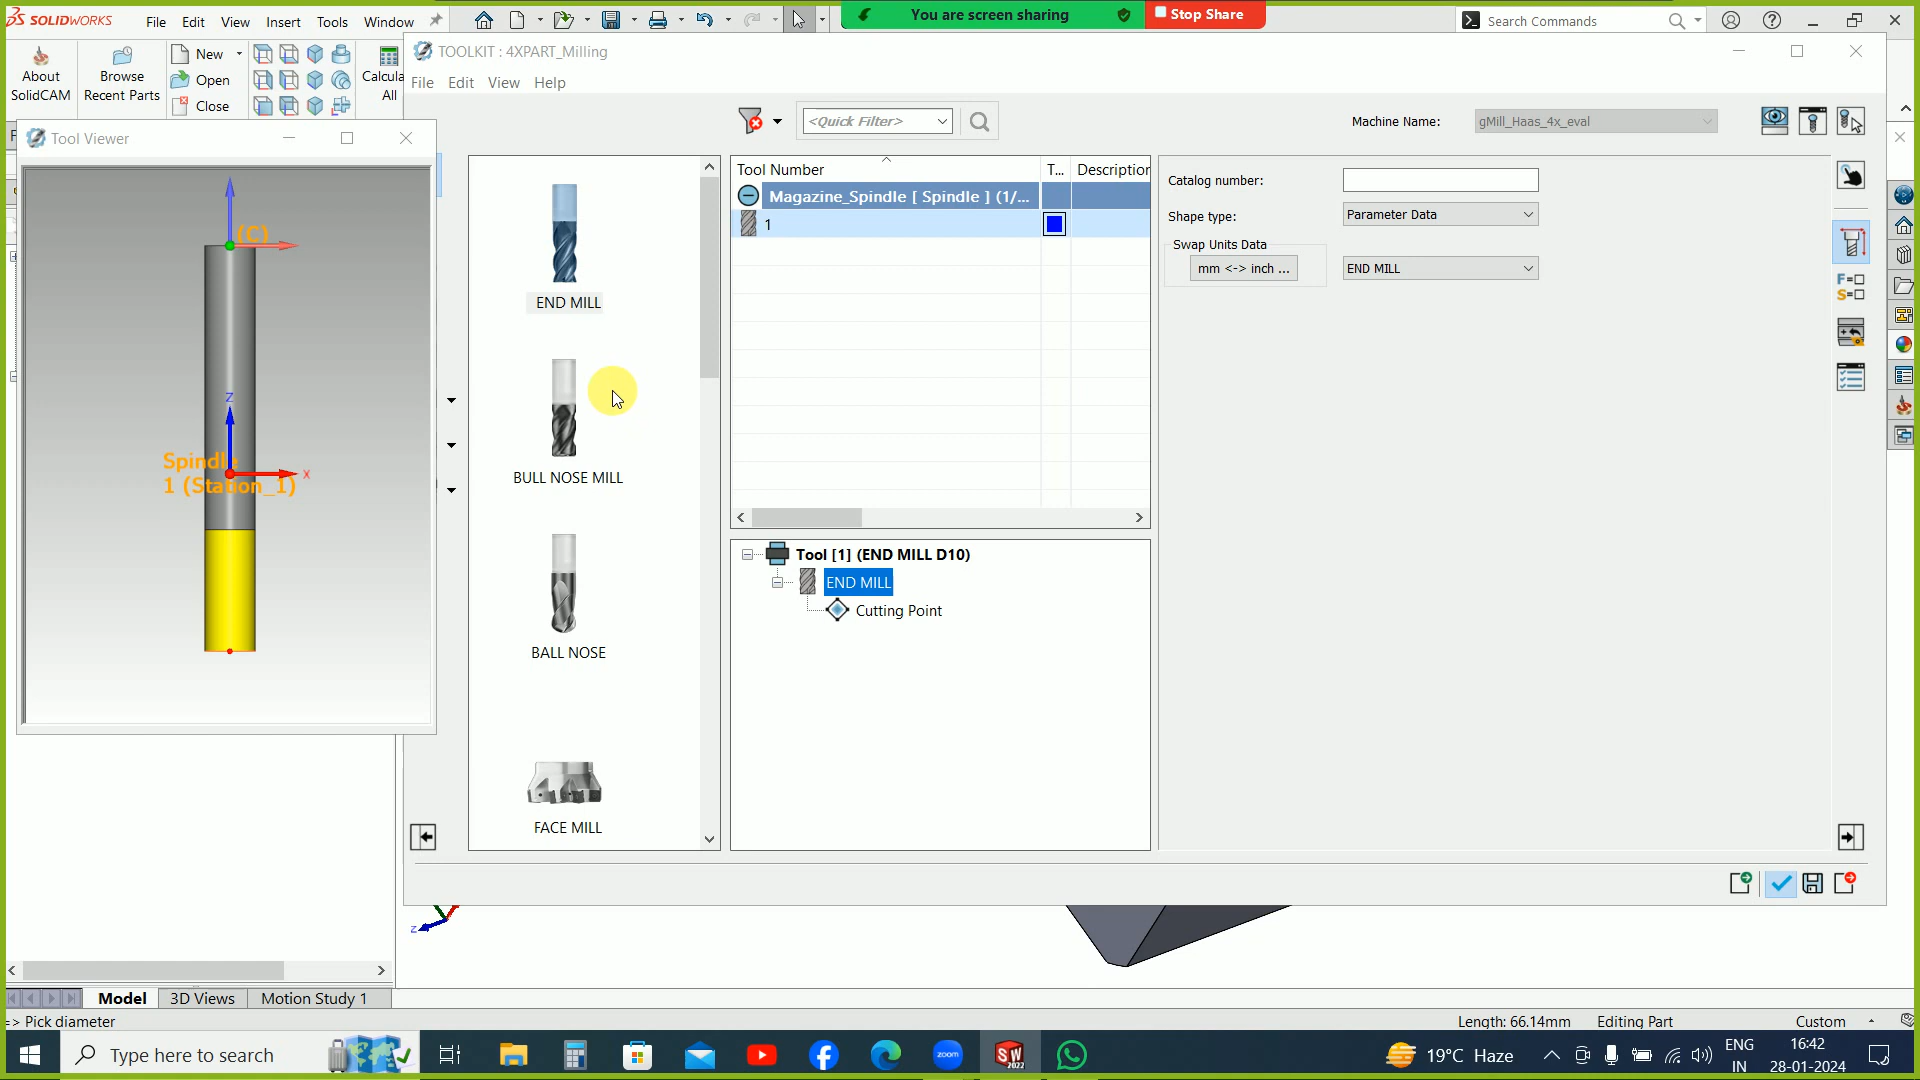 SOLIDWORKS File Edit View Insert Tools Window
You are screen sharing Stop Share
Search Commands
About SolidCAM
Browse Recent Parts
New
Open
Close
Calcula
All
TOOLKIT : 4XPART_Milling
File Edit View Help
<Quick Filter>
Machine Name: gMill_Haas_4x_eval
Tool Viewer
(C)
Z
Spindle
1 (Station_1)
x
END MILL
BULL NOSE MILL
BALL NOSE
FACE MILL
Tool Number T... Description
Magazine_Spindle [ Spindle ] (1/...
1
Tool [1] (END MILL D10)
END MILL
Cutting Point
Catalog number:
Shape type: Parameter Data
Swap Units Data
mm <-> inch ... END MILL
F=
S=
Z
Model 3D Views Motion Study 1
=> Pick diameter Length: 66.14mm Editing Part Custom
Type here to search
zoom
SW
2022
19°C Haze
ENG
IN
16:42
28-01-2024